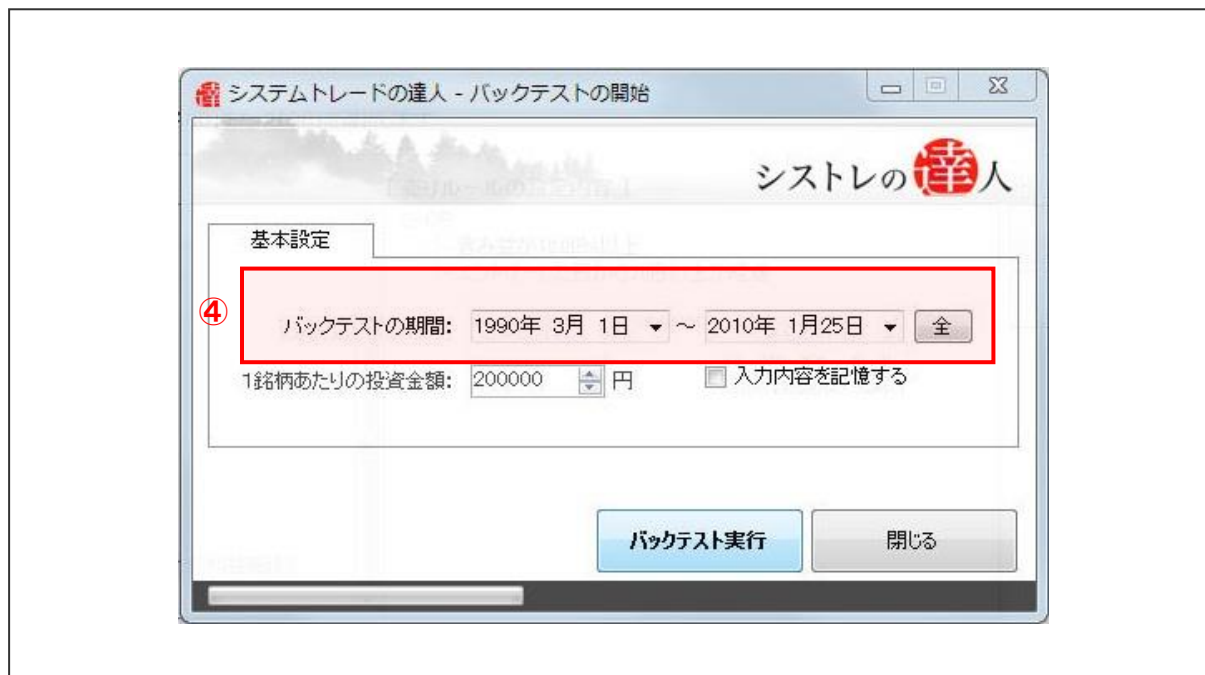 システムトレードの達人 - バックテストの開始
シストレの達人
基本設定
④
バックテストの期間: 1990年 3月 1日 ～ 2010年 1月25日 全
1銘柄あたりの投資金額: 200000 円 入力内容を記憶する
バックテスト実行 閉じる